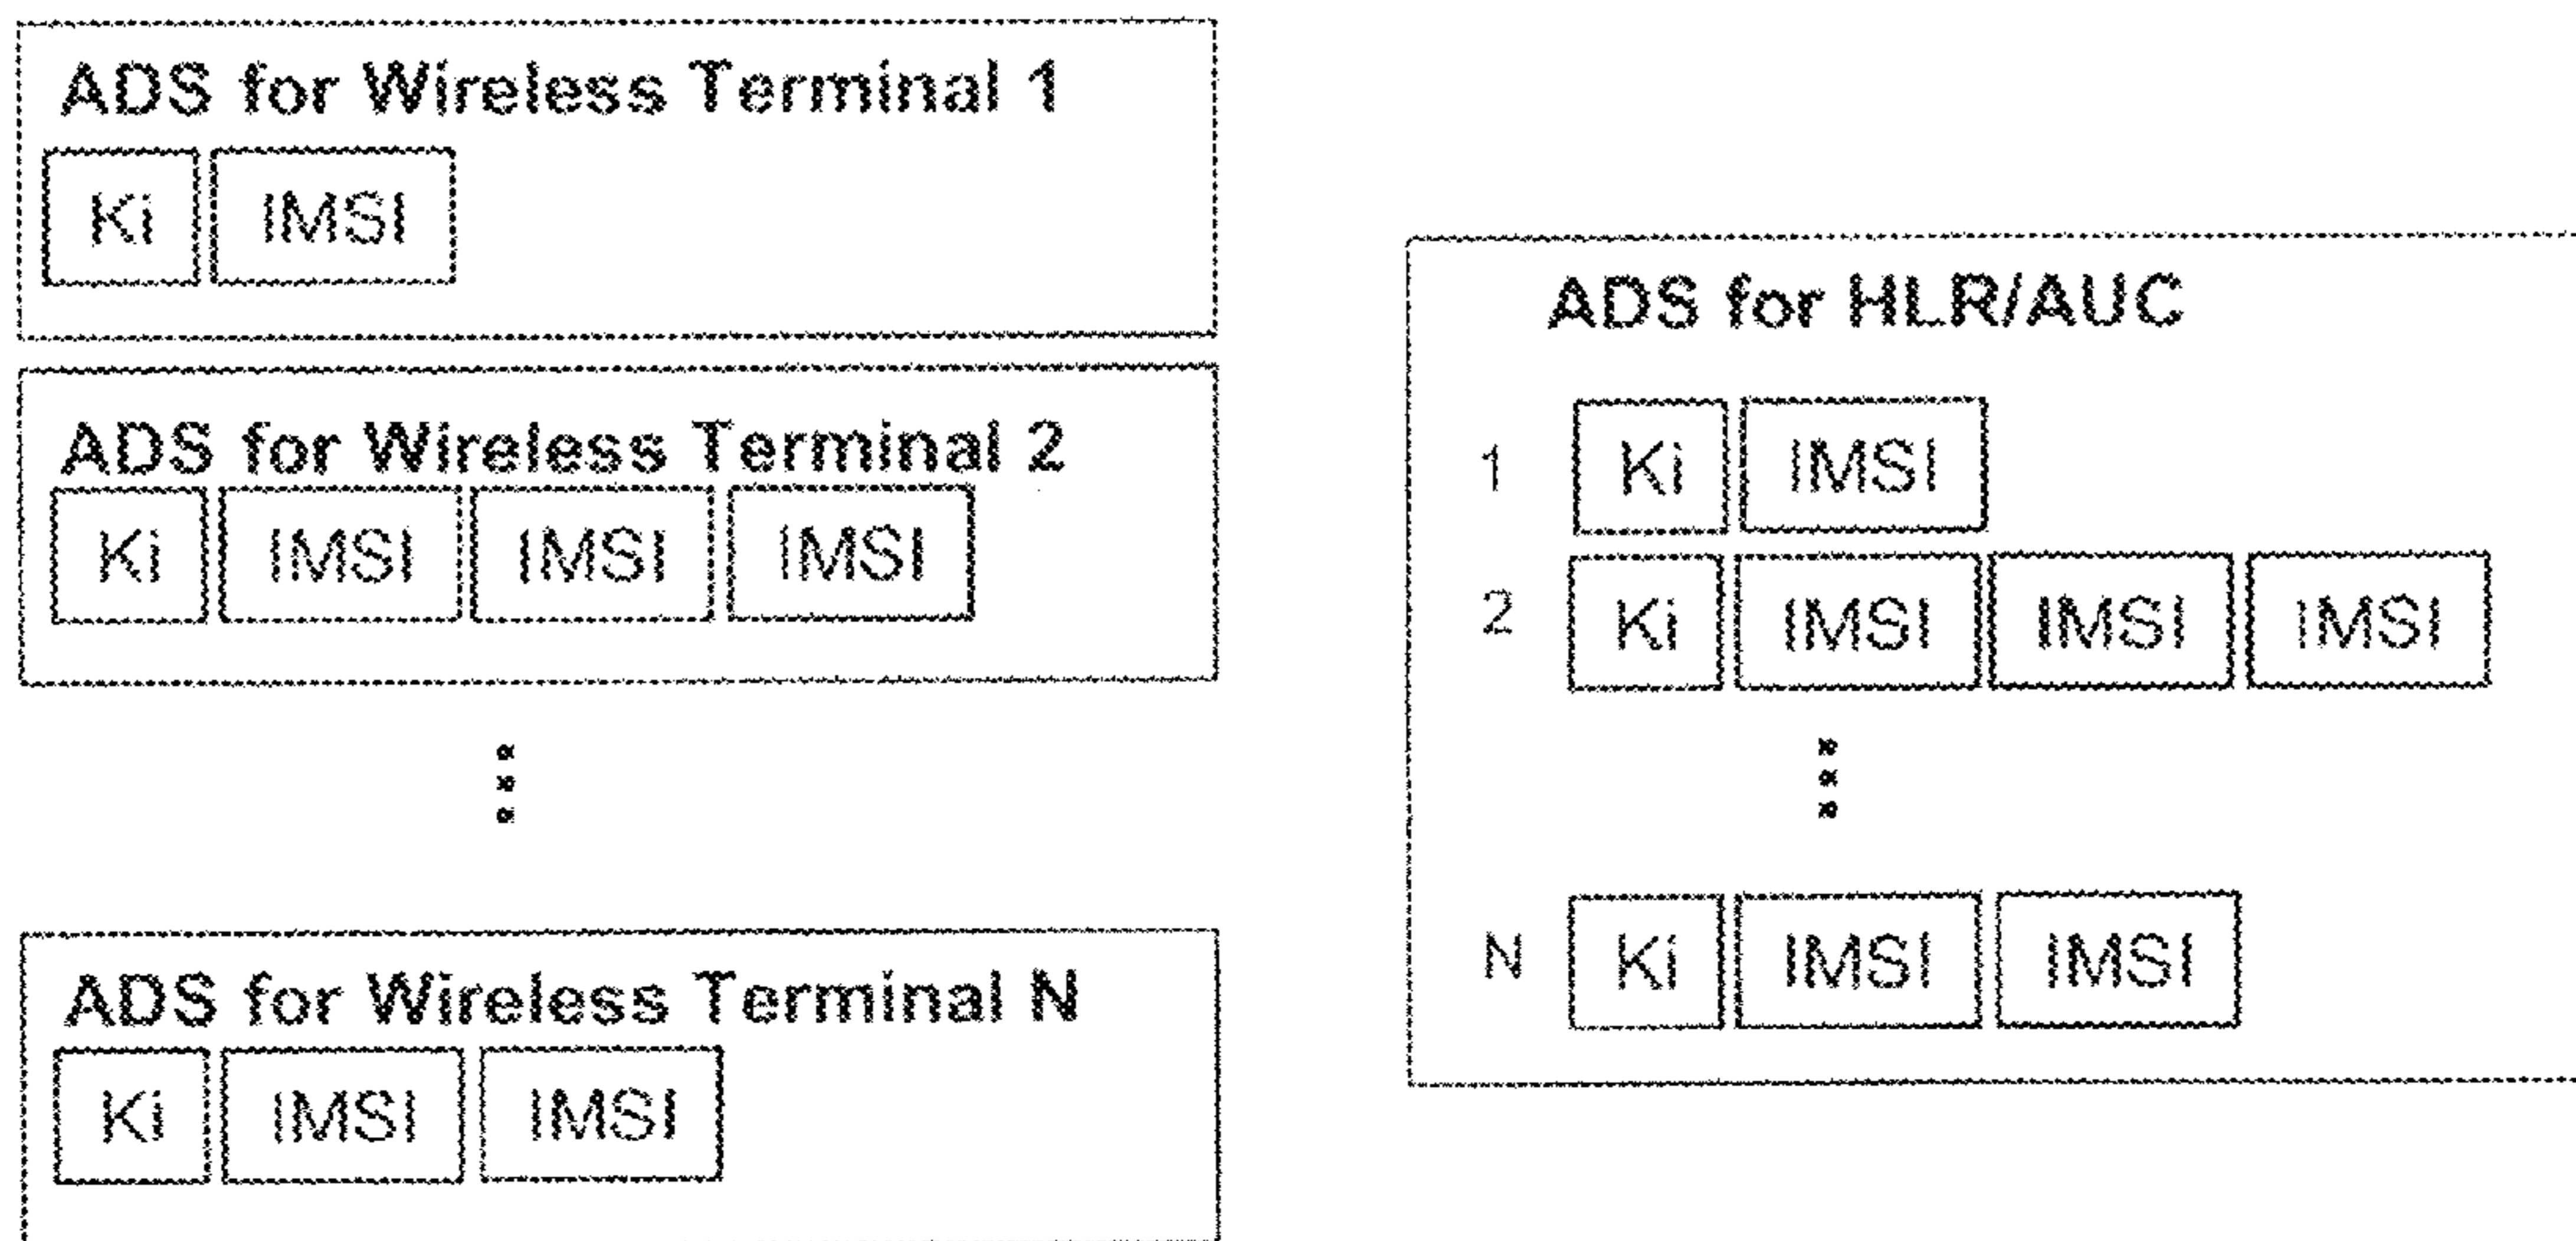 ADS for Wireless Terminal 1
Ki IMSI
ADS for Wireless Terminal 2
Ki IMSI IMSI IMSI
ADS for Wireless Terminal N
Ki IMSI IMSI
ADS for HLR/AUC
1 Ki IMSI
2 Ki IMSI IMSI IMSI
N Ki IMSI IMSI